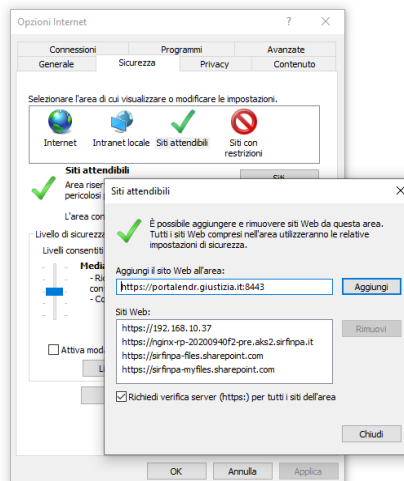 Opzioni Internet
Connessioni Programmi Avanzate
Generale Sicurezza Privacy Contenuto
Selezionare l'area di cui visualizzare o modificare le impostazioni.
Internet Intranet locale Siti attendibili Siti con
restrizioni
Siti attendibili
Siti
Area riser
pericolosi
L'area con
Livello di sicurezza
Livelli consentiti
Media
- Ric
con
- Co
Attiva mod
Siti attendibili
È possibile aggiungere e rimuovere siti Web da questa area.
Tutti i siti Web compresi nell'area utilizzeranno le relative
impostazioni di sicurezza.
Aggiungi il sito Web all'area:
https://portalendr.giustizia.it:8443 Aggiungi
Siti Web:
https://192.168.10.37 Rimuovi
https://nginx-rp-20200940f2-pre.aks2.sirfinpa.it
https://sirfinpa-files.sharepoint.com
https://sirfinpa-myfiles.sharepoint.com
Richiedi verifica server (https:) per tutti i siti dell'area
Chiudi
OK Annulla Applica